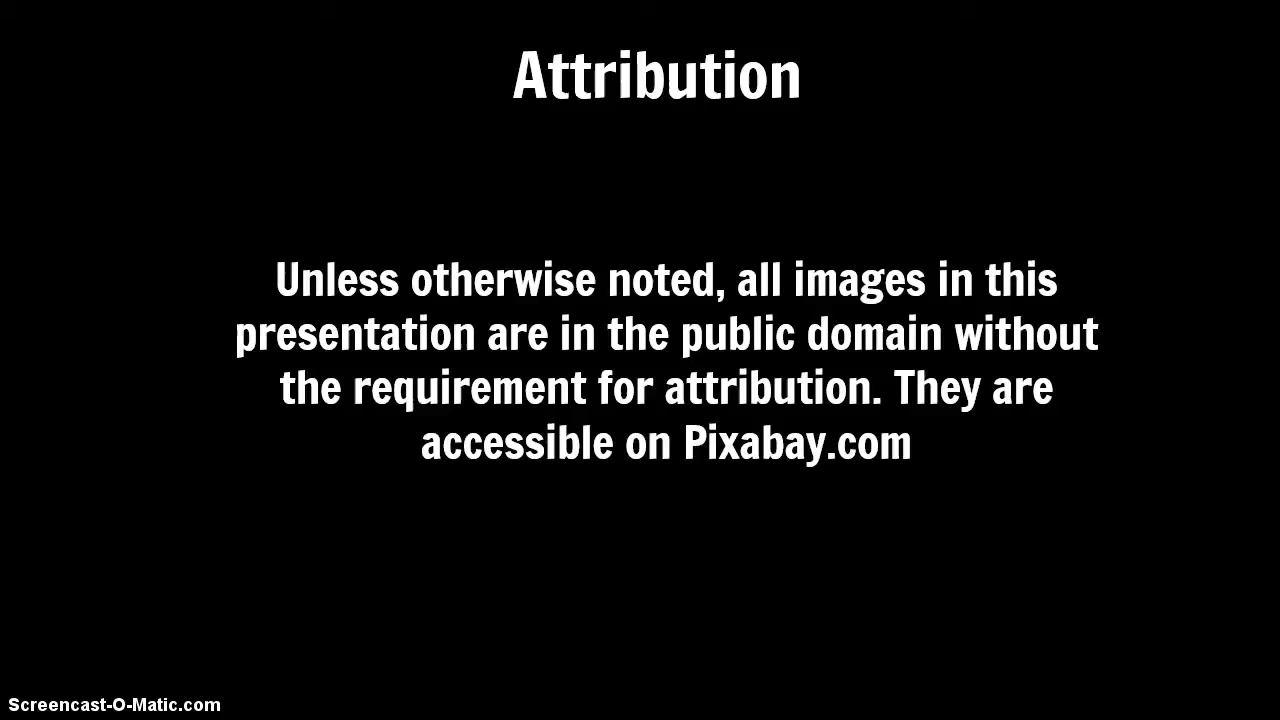 Attribution
Unless otherwise noted, all images in this
presentation are in the public domain without
the requirement for attribution. They are
accessible on Pixabay.com
Screencast-O-Matic.com